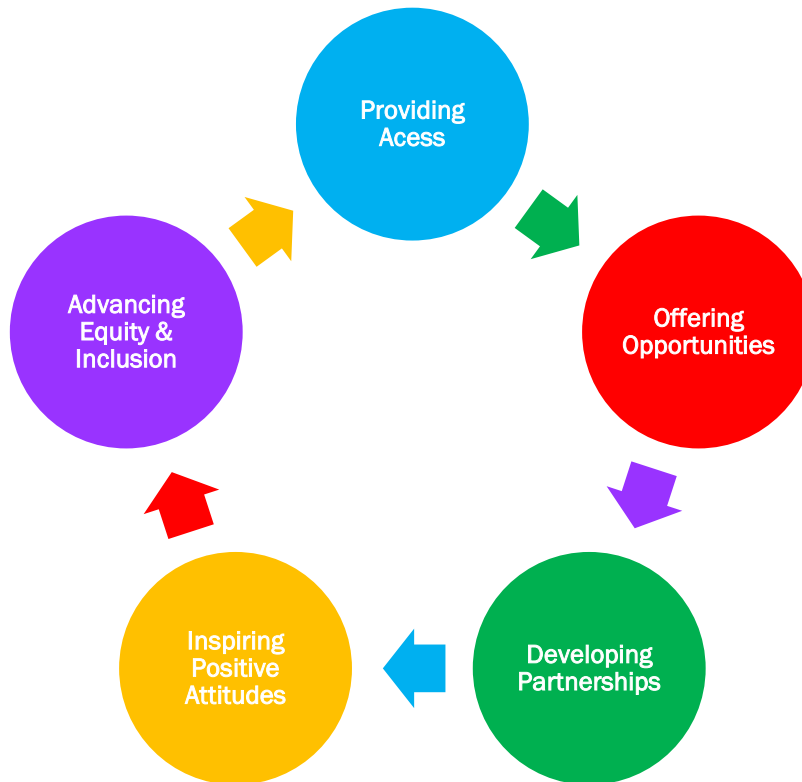 Providing
Acess
Offering
Opportunities
Developing
Partnerships
Inspiring
Positive
Attitudes
Advancing
Equity &
Inclusion